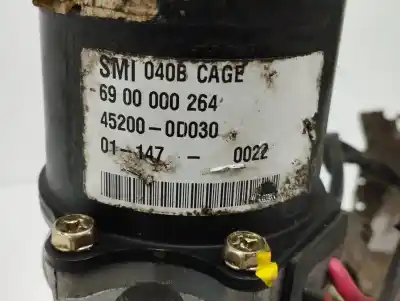 SMI 040B CAGE
69 00 000 264
45200-0D030
01-147 - 0022